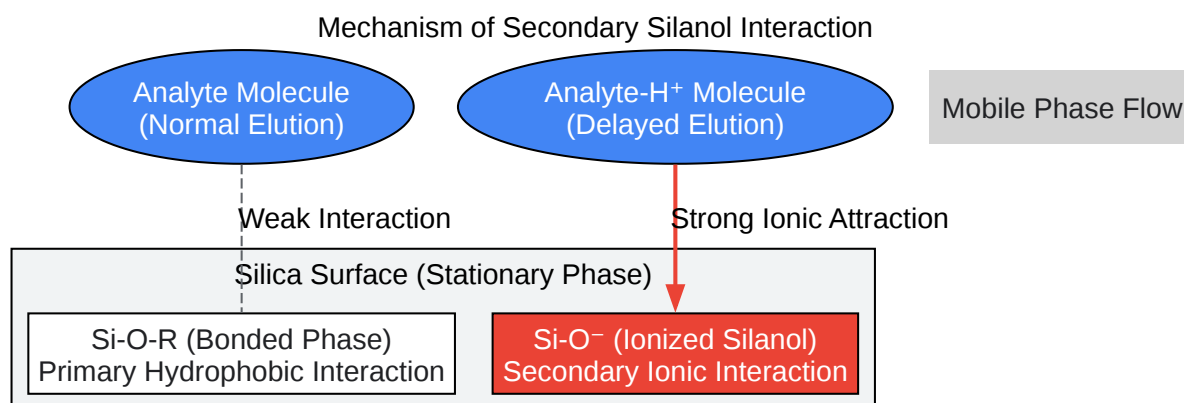 Mechanism of Secondary Silanol Interaction
Analyte Molecule
(Normal Elution)
Analyte-H⁺ Molecule
(Delayed Elution)
Mobile Phase Flow
Weak Interaction
Strong Ionic Attraction
Silica Surface (Stationary Phase)
Si-O-R (Bonded Phase)
Primary Hydrophobic Interaction
Si-O⁻ (Ionized Silanol)
Secondary Ionic Interaction